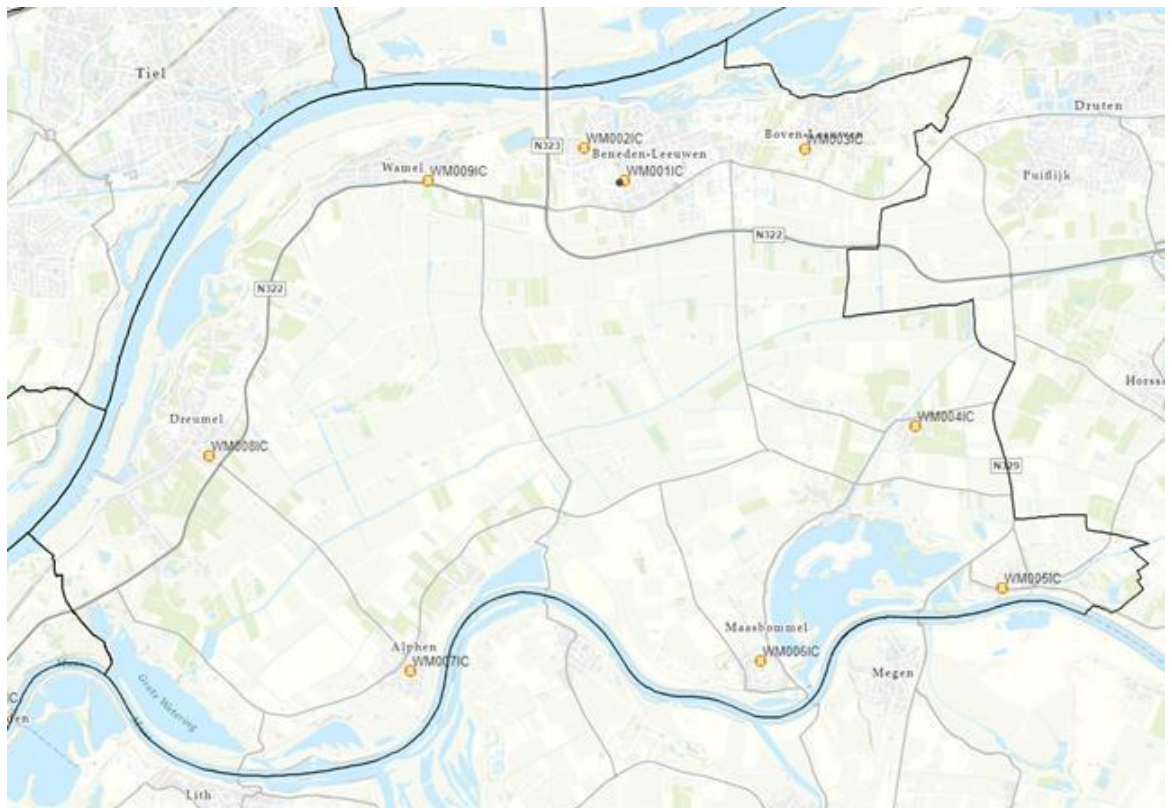 Tiel
Druten
WM002IC
N323
Beneden-Leeuwen
Boven-Leeuwen
WM003IC
Wamel
WM009IC
WM001IC
Puiflijk
N322
N322
Dreumel
WM008IC
WM004IC
N329
WM005IC
Maasbommel
WM006IC
Alphen
WM007IC
Megen
Grote Wetering
Lith